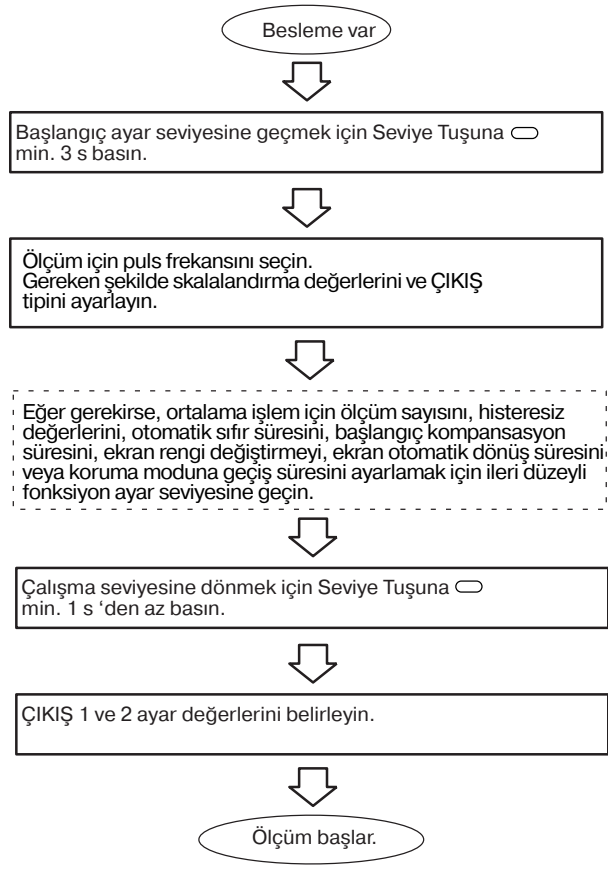 Besleme var
Başlangıç ayar seviyesine geçmek için Seviye Tuşuna
min. 3 s basın.
Ölçüm için puls frekansını seçin.
Gereken şekilde skalalandırma değerlerini ve ÇIKIŞ
tipini ayarlayın.
Eğer gerekirse, ortalama işlem için ölçüm sayısını, histeresiz
değerlerini, otomatik sıfır süresini, başlangıç kompansasyon
süresini, ekran rengi değiştirmeyi, ekran otomatik dönüş süresini
veya koruma moduna geçiş süresini ayarlamak için ileri düzeyli
fonksiyon ayar seviyesine geçin.
Çalışma seviyesine dönmek için Seviye Tuşuna
min. 1 s ‘den az basın.
ÇIKIŞ 1 ve 2 ayar değerlerini belirleyin.
Ölçüm başlar.